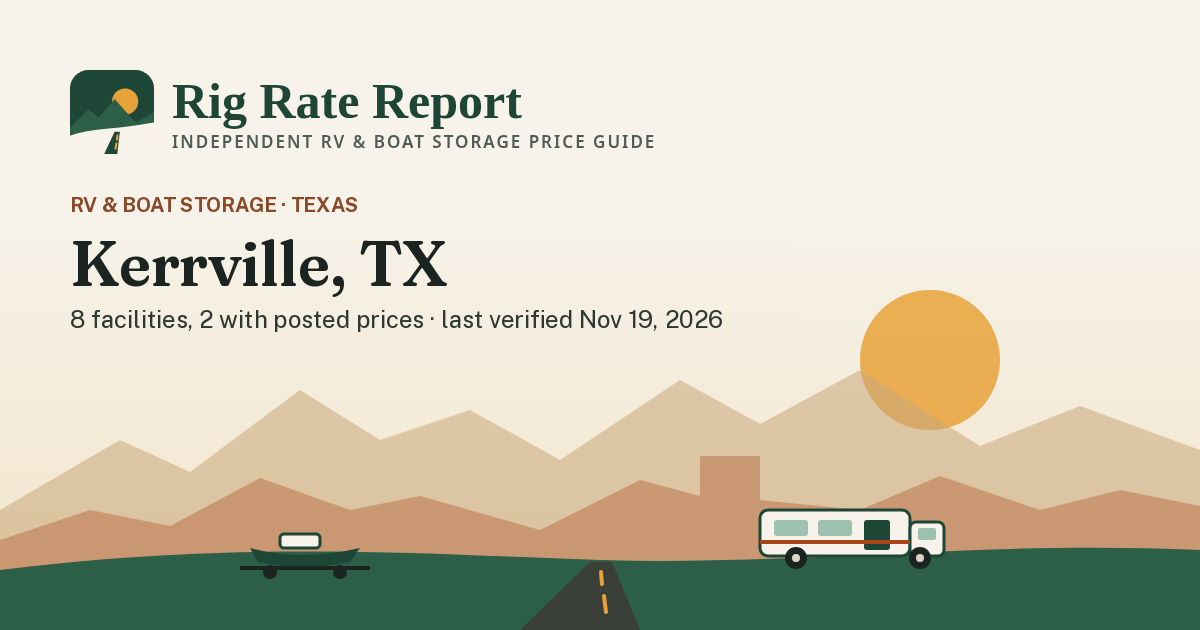 Rig Rate Report
INDEPENDENT RV & BOAT STORAGE PRICE GUIDE
RV & BOAT STORAGE · TEXAS
Kerrville, TX
8 facilities, 2 with posted prices · last verified Nov 19, 2026